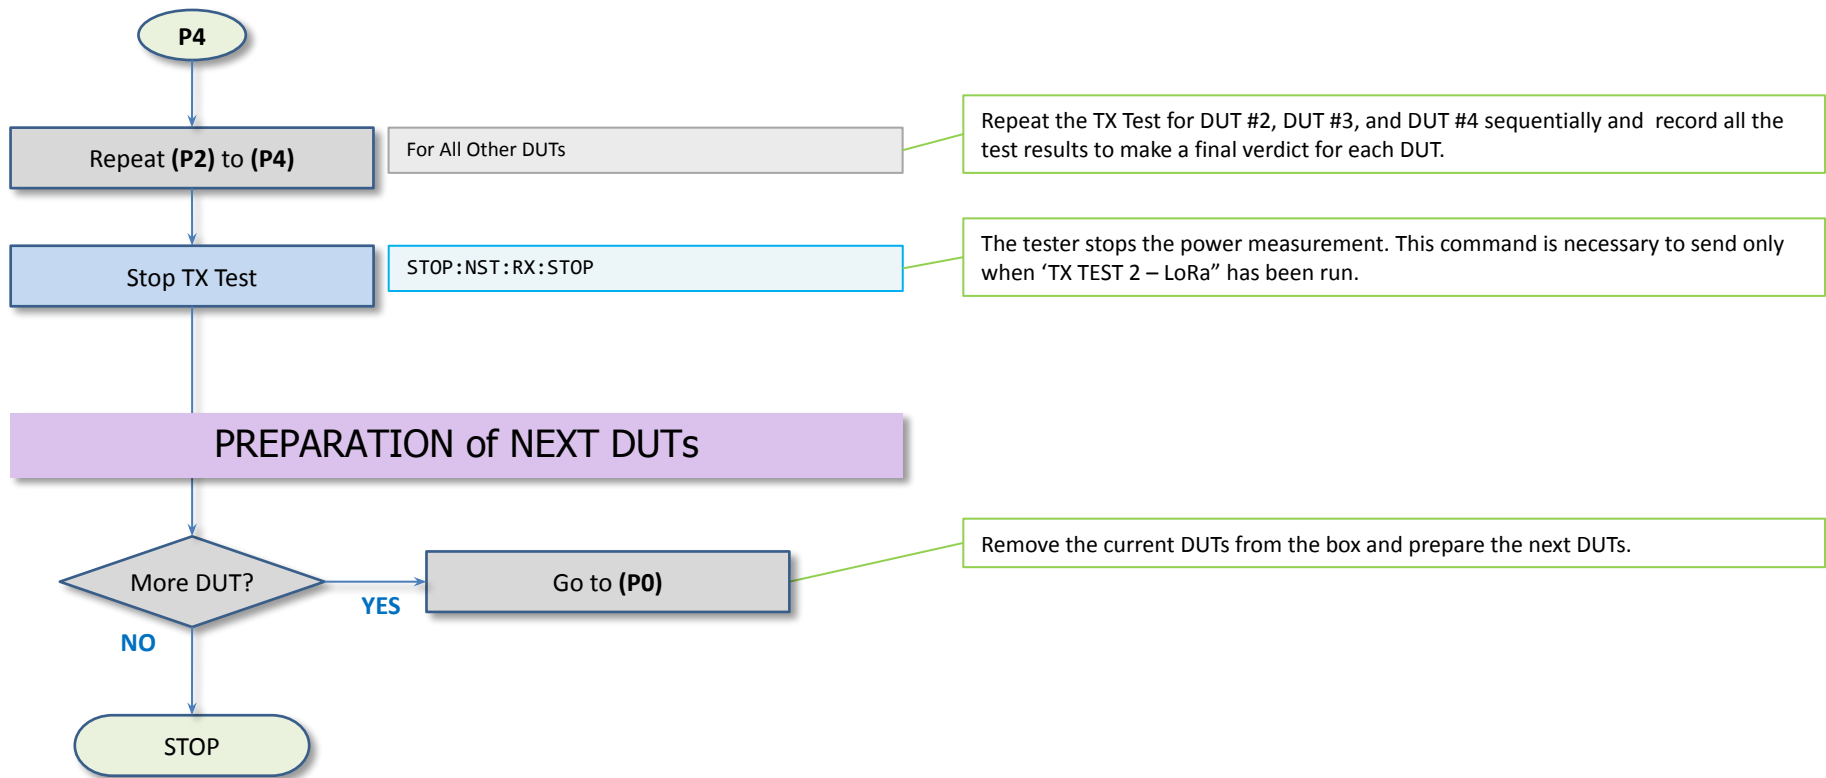 P4
Repeat (P2) to (P4)
For All Other DUTs
Repeat the TX Test for DUT #2, DUT #3, and DUT #4 sequentially and  record all the
test results to make a final verdict for each DUT.
Stop TX Test
STOP:NST:RX:STOP
The tester stops the power measurement. This command is necessary to send only
when ‘TX TEST 2 – LoRa” has been run.
PREPARATION of NEXT DUTs
More DUT?
YES
Go to (P0)
Remove the current DUTs from the box and prepare the next DUTs.
NO
STOP